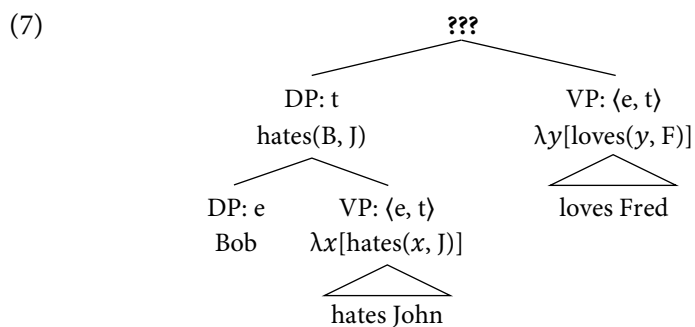 (7)
???
DP: t VP: ⟨e, t⟩
hates(B, J) λy[loves(y, F)]
DP: e VP: ⟨e, t⟩ loves Fred
Bob λx[hates(x, J)]
hates John